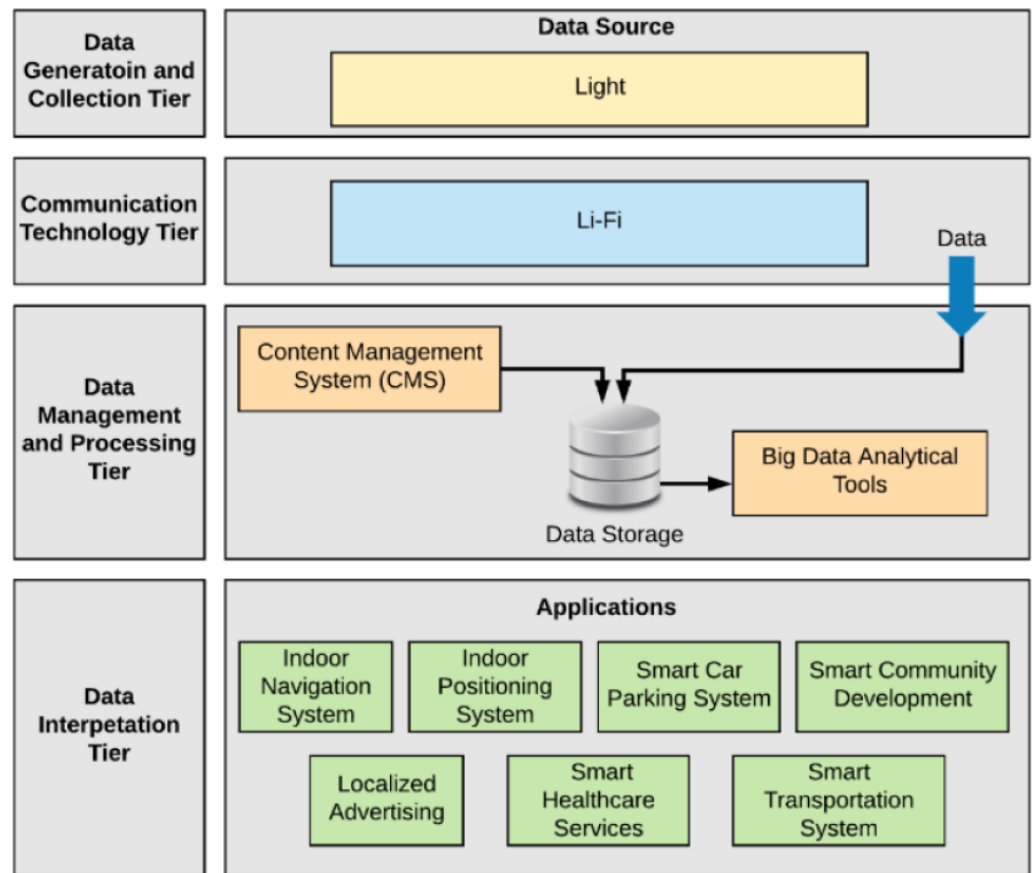 Data
Generatoin and
Collection Tier
Data Source
Light
Communication
Technology Tier
Li-Fi
Data
Data
Management
and Processing
Tier
Content Management
System (CMS)
Data Storage
Big Data Analytical
Tools
Data
Interpetation
Tier
Applications
Indoor
Navigation
System
Indoor
Positioning
System
Smart Car
Parking System
Smart Community
Development
Localized
Advertising
Smart
Healthcare
Services
Smart
Transportation
System